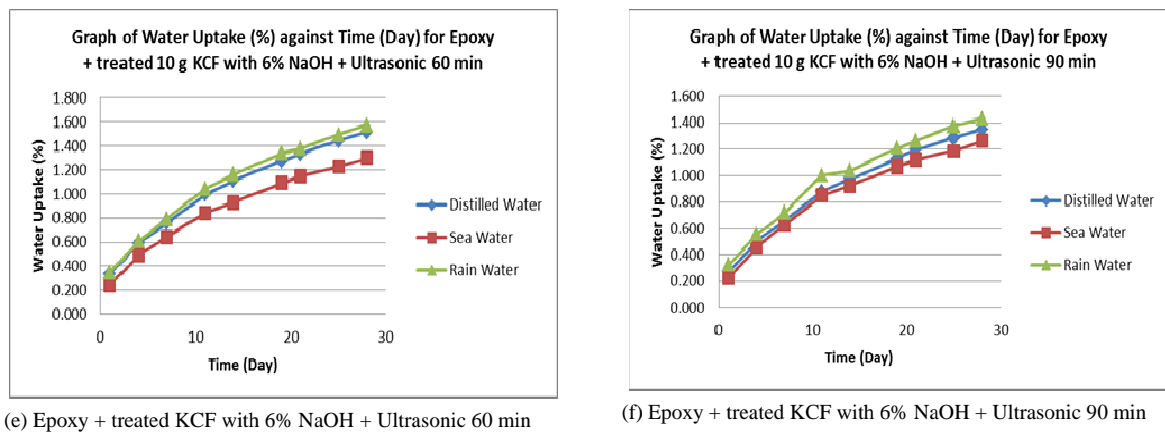 Graph of Water Uptake (%) against Time (Day) for Epoxy
+ treated 10 g KCF with 6% NaOH + Ultrasonic 60 min
1.800
1.600
1.400
1.200
1.000
0.800
0.600
0.400
0.200
0.000
Water Uptake (%)
0 10 20 30
Time (Day)
Distilled Water
Sea Water
Rain Water
(e) Epoxy + treated KCF with 6% NaOH + Ultrasonic 60 min
Graph of Water Uptake (%) against Time (Day) for Epoxy
+ treated 10 g KCF with 6% NaOH + Ultrasonic 90 min
1.600
1.400
1.200
1.000
0.800
0.600
0.400
0.200
0.000
Water Uptake (%)
0 10 20 30
Time (Day)
Distilled Water
Sea Water
Rain Water
(f) Epoxy + treated KCF with 6% NaOH + Ultrasonic 90 min